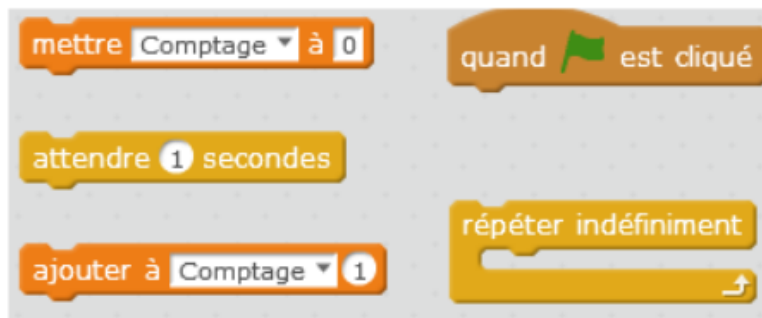 mettre Comptage à 0
quand est cliqué
attendre 1 secondes
répéter indéfiniment
ajouter à Comptage 1